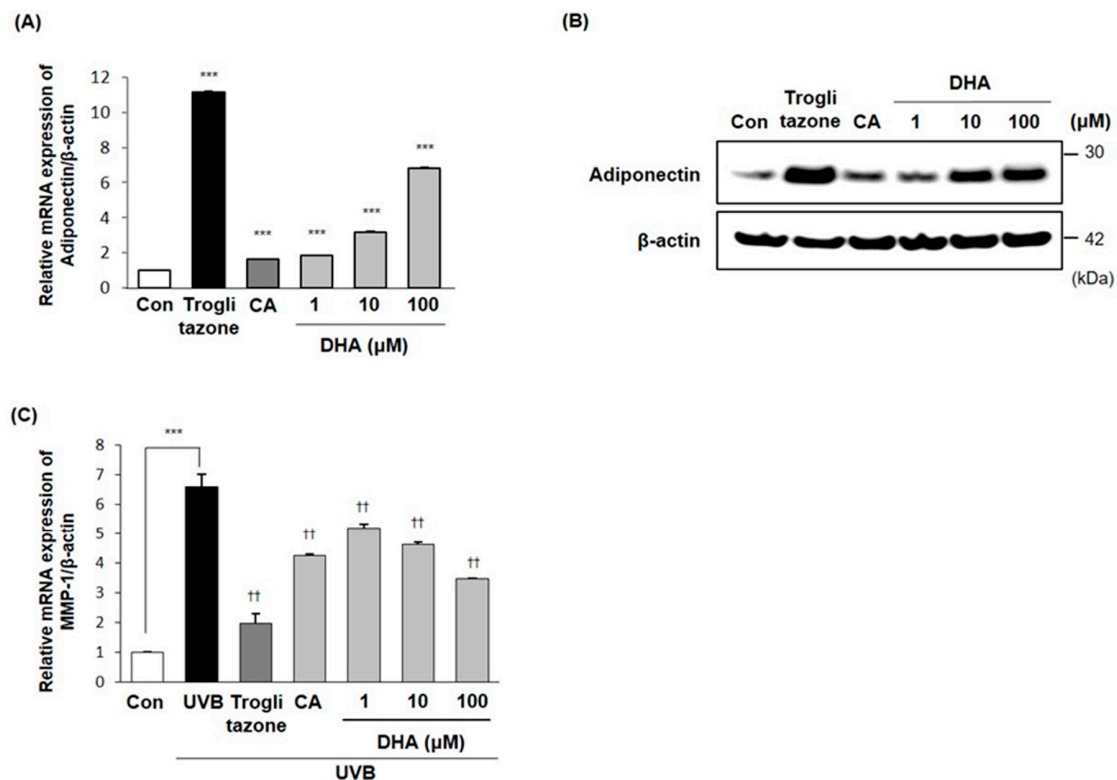 (A)
Relative mRNA expression of
Adiponectin/β-actin
12
10
8
6
4
2
0
***
***
***
***
***
Con
Trogli
tazone
CA
1
10
100
DHA (µM)
(B)
DHA
Trogli
tazone
Con
CA
1
10
100
(µM)
Adiponectin
30
β-actin
42
(kDa)
(C)
Relative mRNA expression of
MMP-1/β-actin
8
7
6
5
4
3
2
1
0
***
††
††
††
††
††
Con
UVB
Trogli
tazone
CA
1
10
100
DHA (µM)
UVB